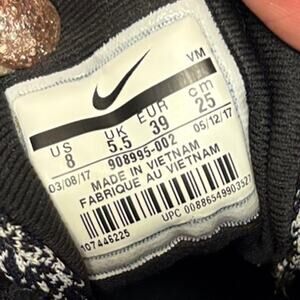 VM
US UK EUR cm
8 5.5 39 25
908995-002
03/08/17 05/12/17
MADE IN VIETNAM
FABRIQUE AU VIETNAM
107446225
UPC 00886549903527